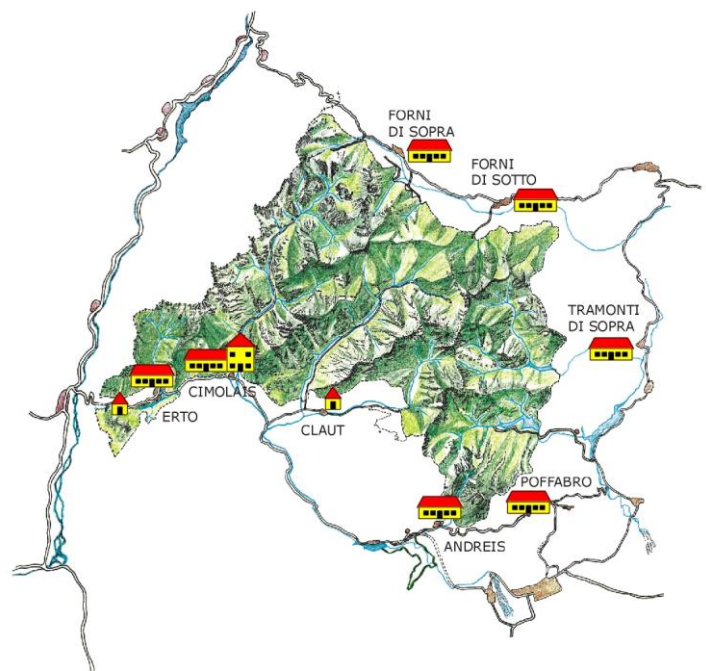 FORNI
DI SOPRA
FORNI
DI SOTTO
TRAMONTI
DI SOPRA
CIMOLAIS
ERTO
CLAUT
POFFABRO
ANDREIS